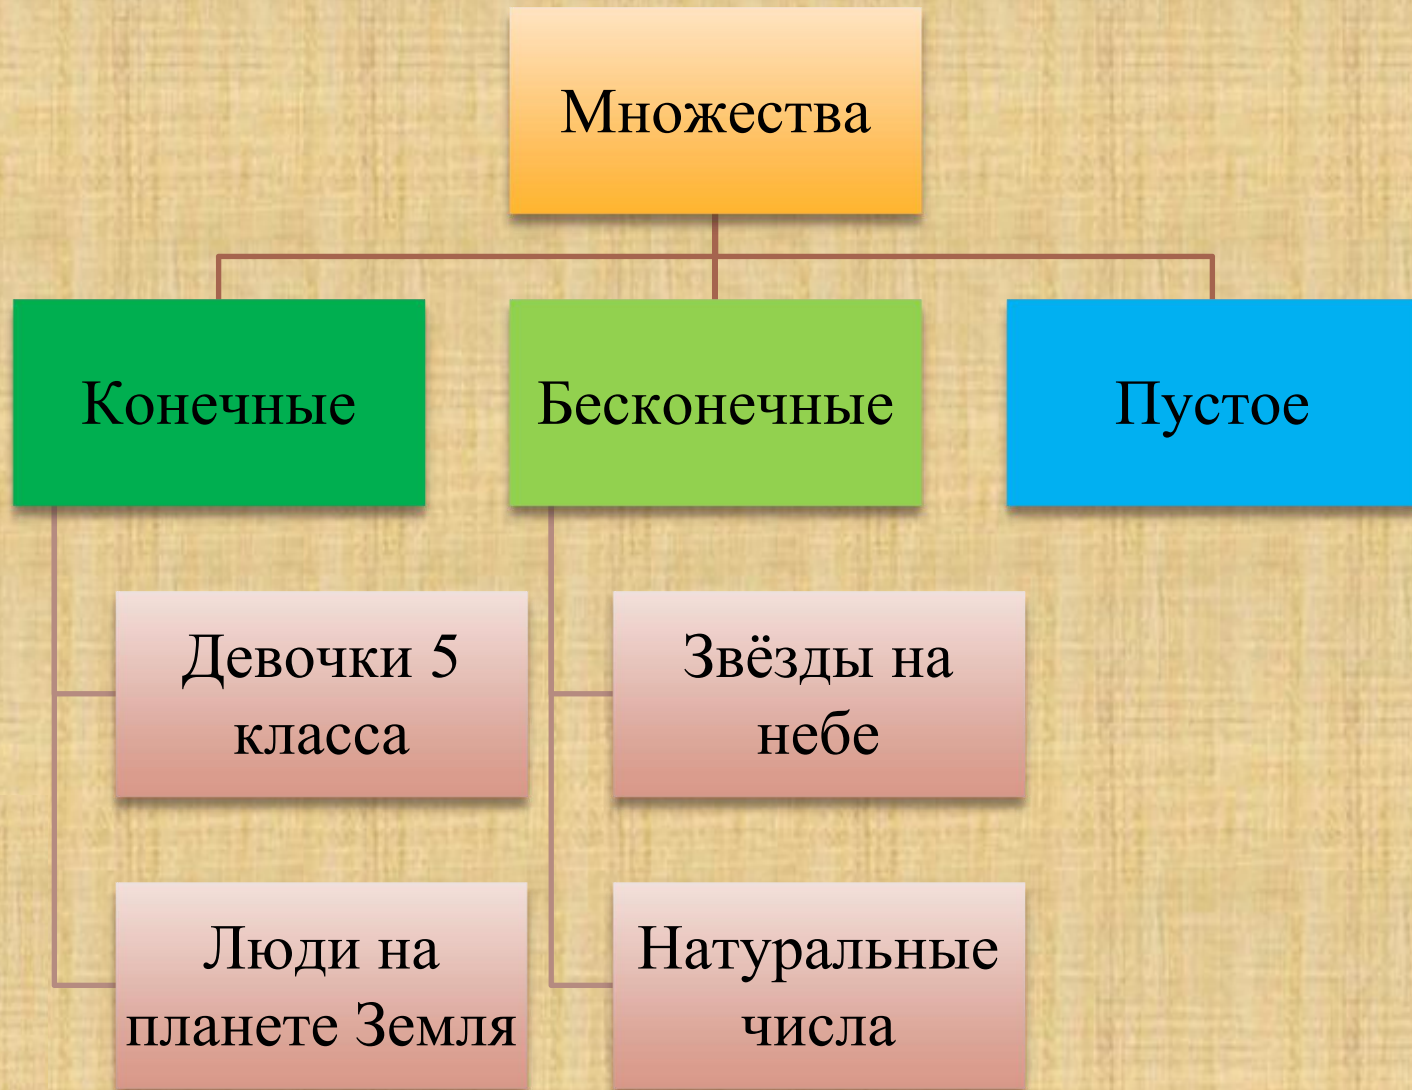 Множества
Конечные
Бесконечные
Пустое
Девочки 5
класса
Звёзды на
небе
Люди на
планете Земля
Натуральные
числа